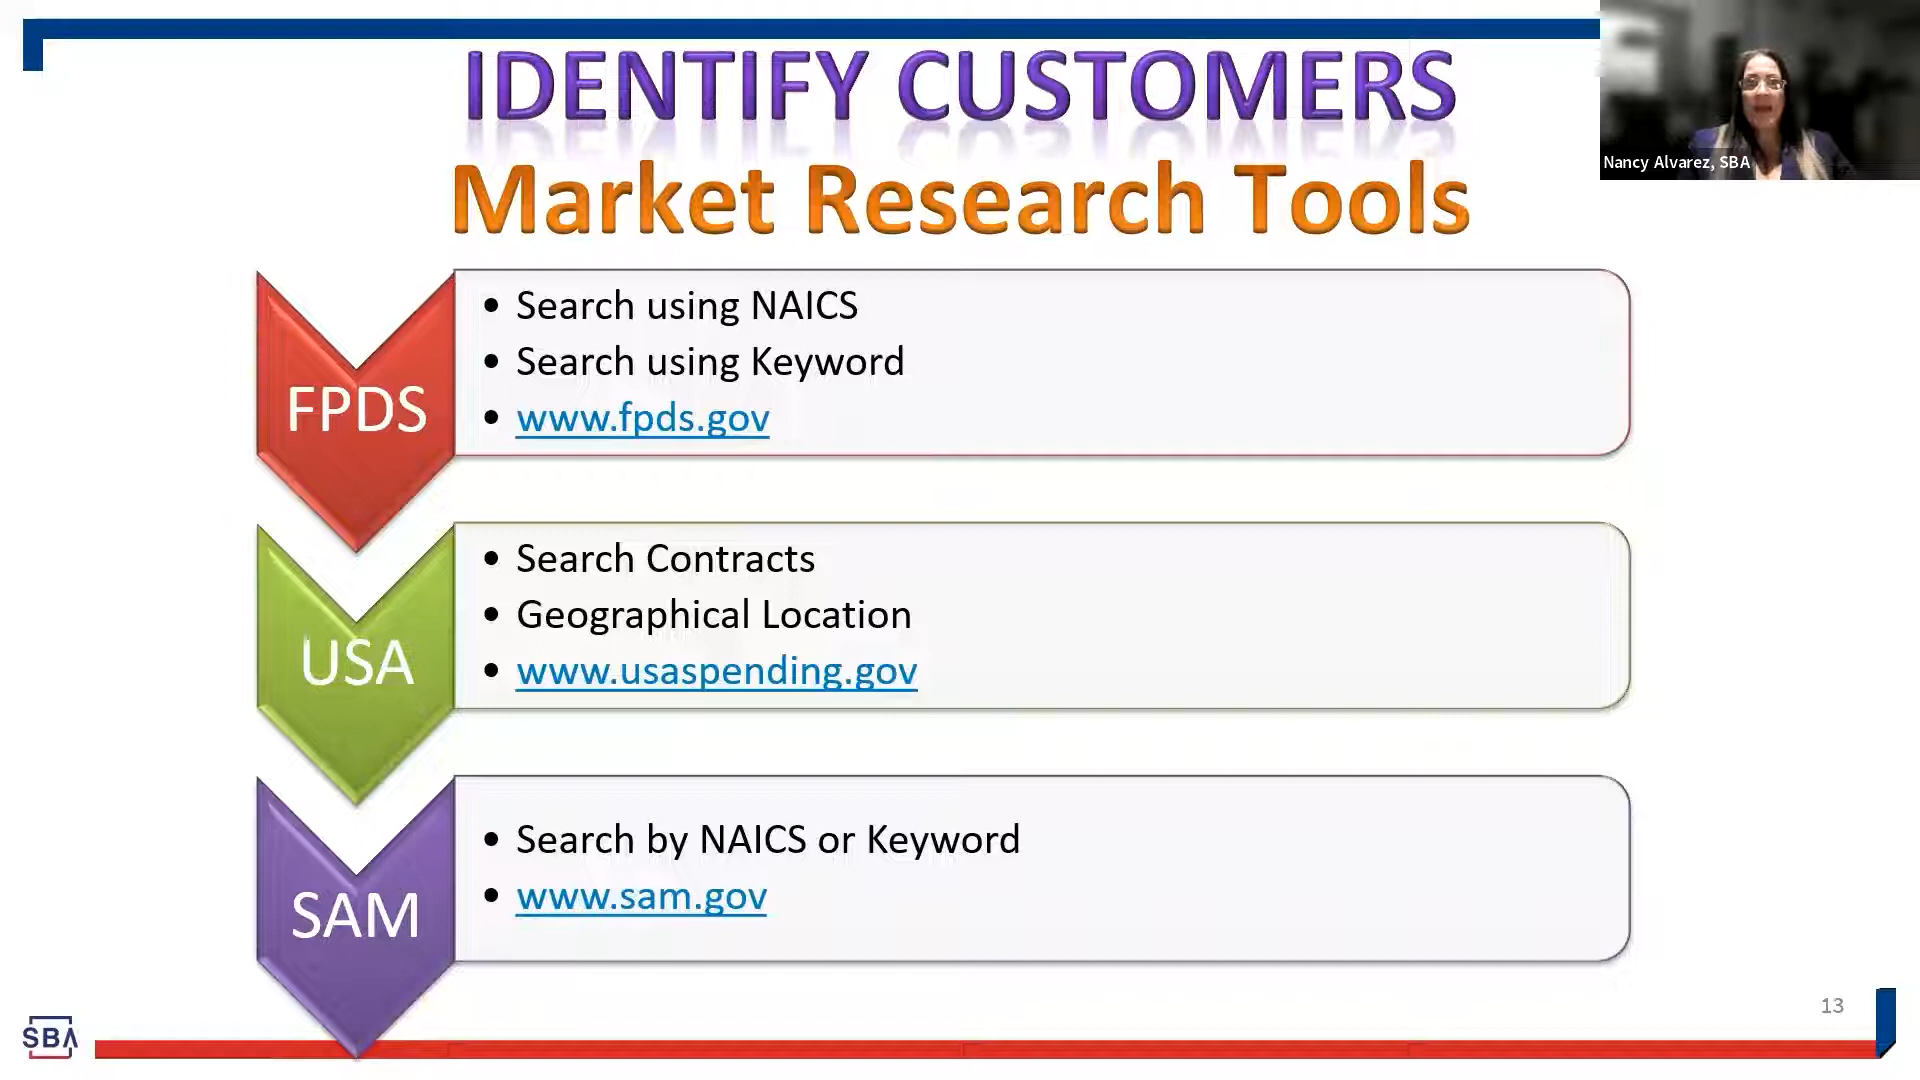 IDENTIFY CUSTOMERS
Market Research Tools
Nancy Alvarez, SBA
FPDS
• Search using NAICS
• Search using Keyword
• www.fpds.gov
USA
• Search Contracts
• Geographical Location
• www.usaspending.gov
SAM
• Search by NAICS or Keyword
• www.sam.gov
13
SBA